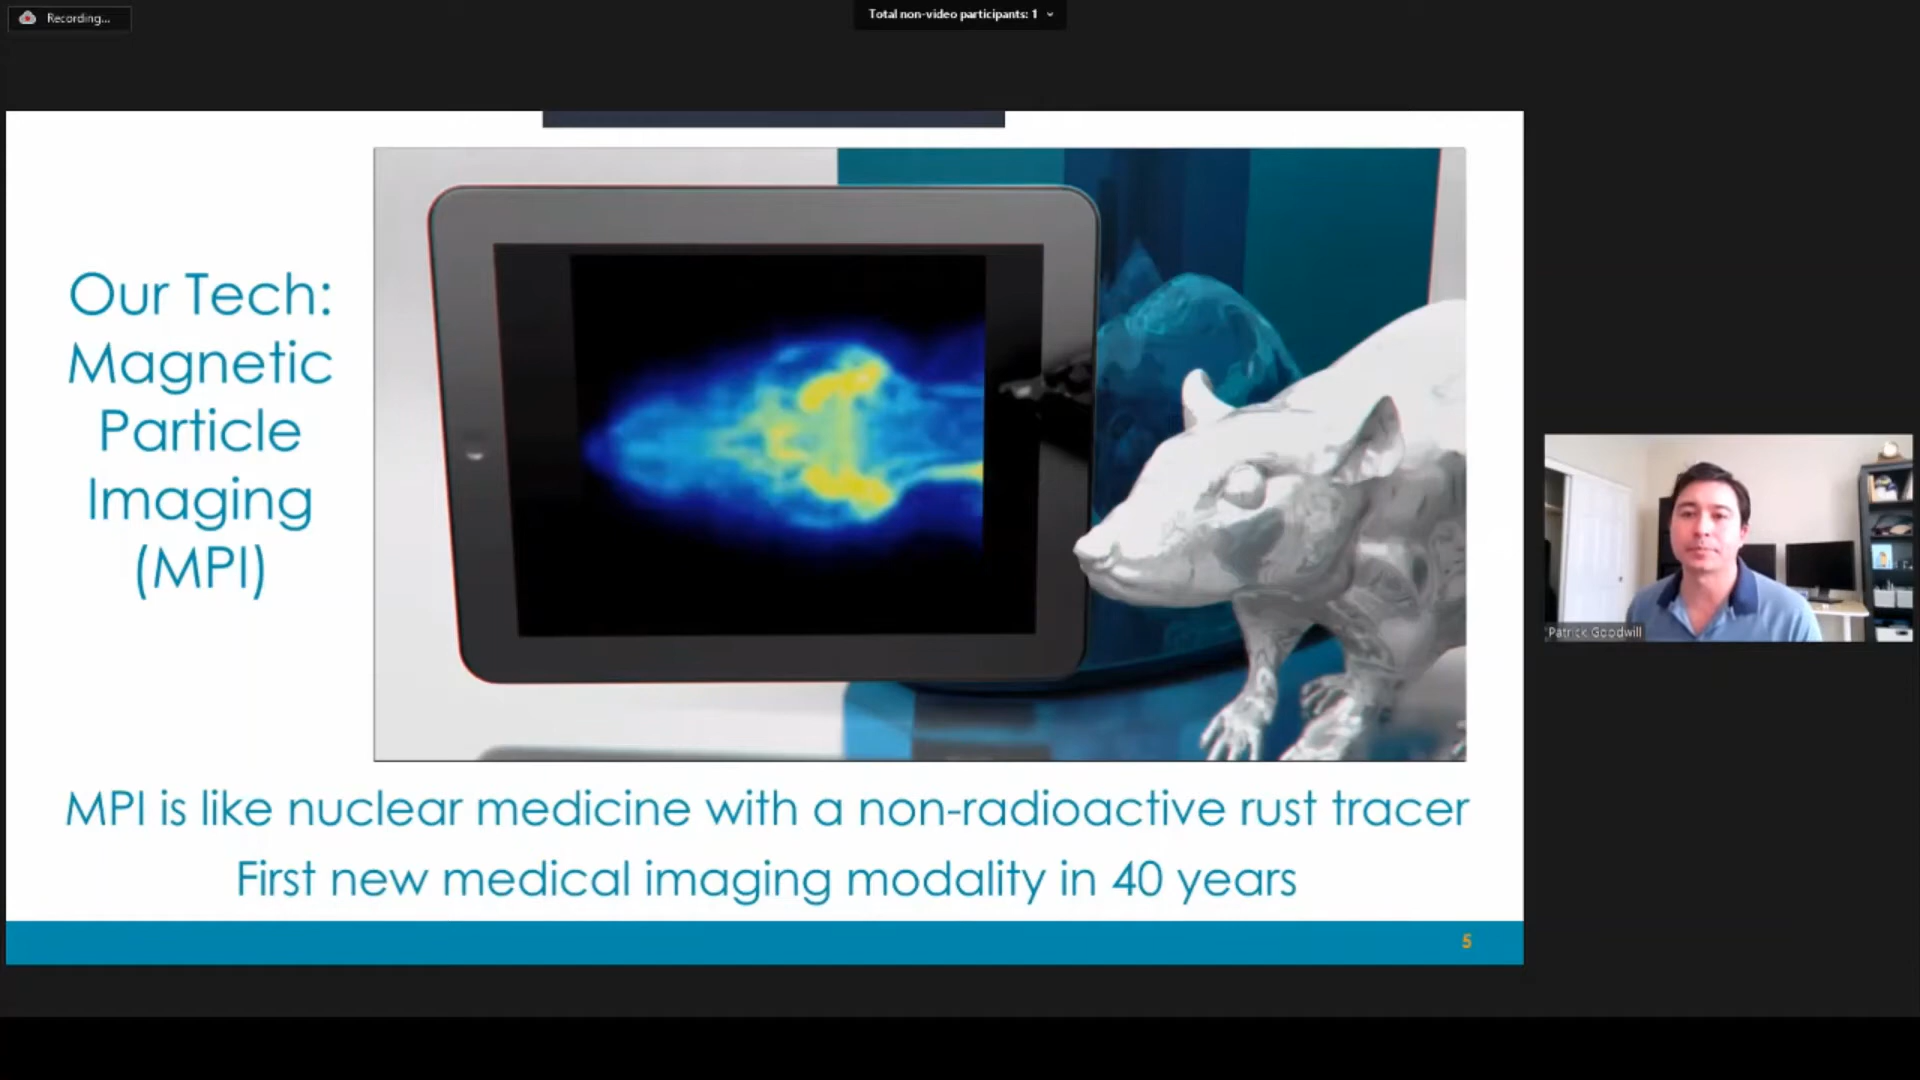 Recording...
Total non-video participants: 1
Our Tech:
Magnetic
Particle
Imaging
(MPI)
MPI is like nuclear medicine with a non-radioactive rust tracer
First new medical imaging modality in 40 years
5
Patrick Goodwill